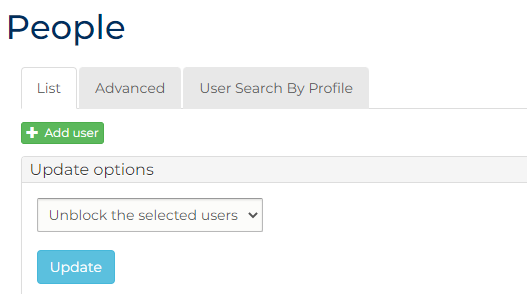 People
List
Advanced
User Search By Profile
Add user
Update options
Unblock the selected users
Update